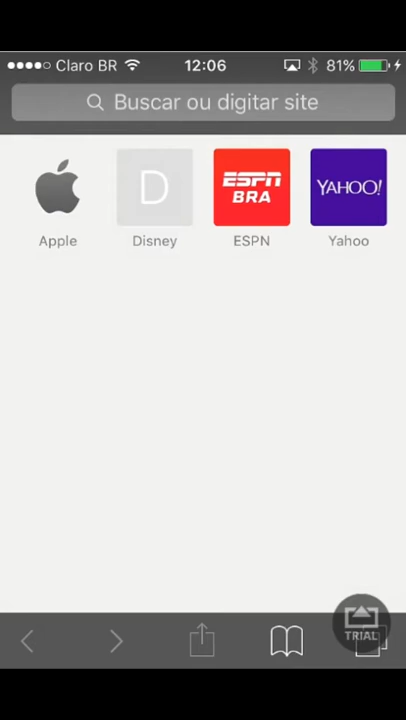 Claro BR 12:06 81%
Buscar ou digitar site
D ESPN BRA YAHOO!
Apple Disney ESPN Yahoo
TRIAL